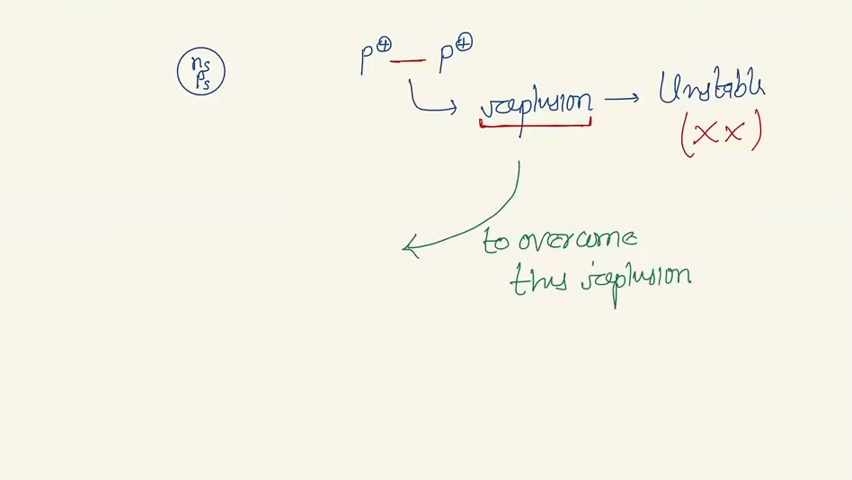 ns
Ps
P⊕ — P⊕
repulsion → Unstable
(xx)
to overcome
this repulsion